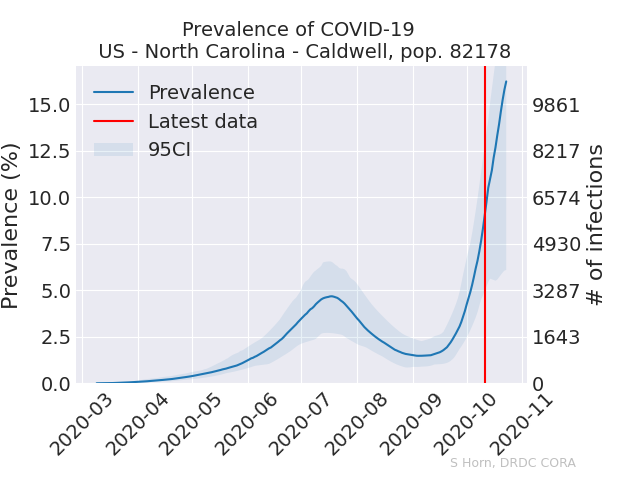 Prevalence of COVID-19
US - North Carolina - Caldwell, pop. 82178
Prevalence
Latest data
95CI
Prevalence (%)
15.0
12.5
10.0
7.5
5.0
2.5
0.0
9861
8217
6574
4930
3287
1643
0
# of infections
2020-03
2020-04
2020-05
2020-06
2020-07
2020-08
2020-09
2020-10
2020-11
S Horn, DRDC CORA